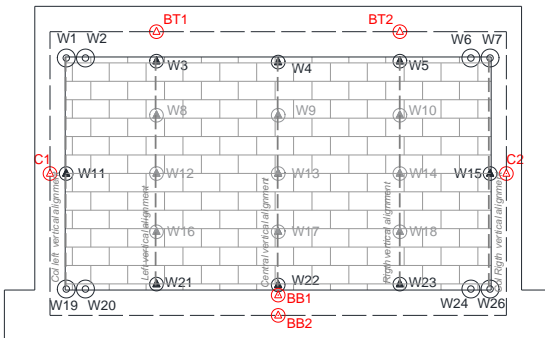 BT1 BT2
W1 W2 W6 W7
W3 W4 W5
W8 W9 W10
C1 C2
W11 W12 W13 W14 W15
Col left vertical alignment
Left vertical alignment
Central vertical alignment
Rigth vertical alignment
Col Rigth vertical alignment
W16 W17 W18
W21 W22 W23
BB1
W19 W20 W24 W26
BB2